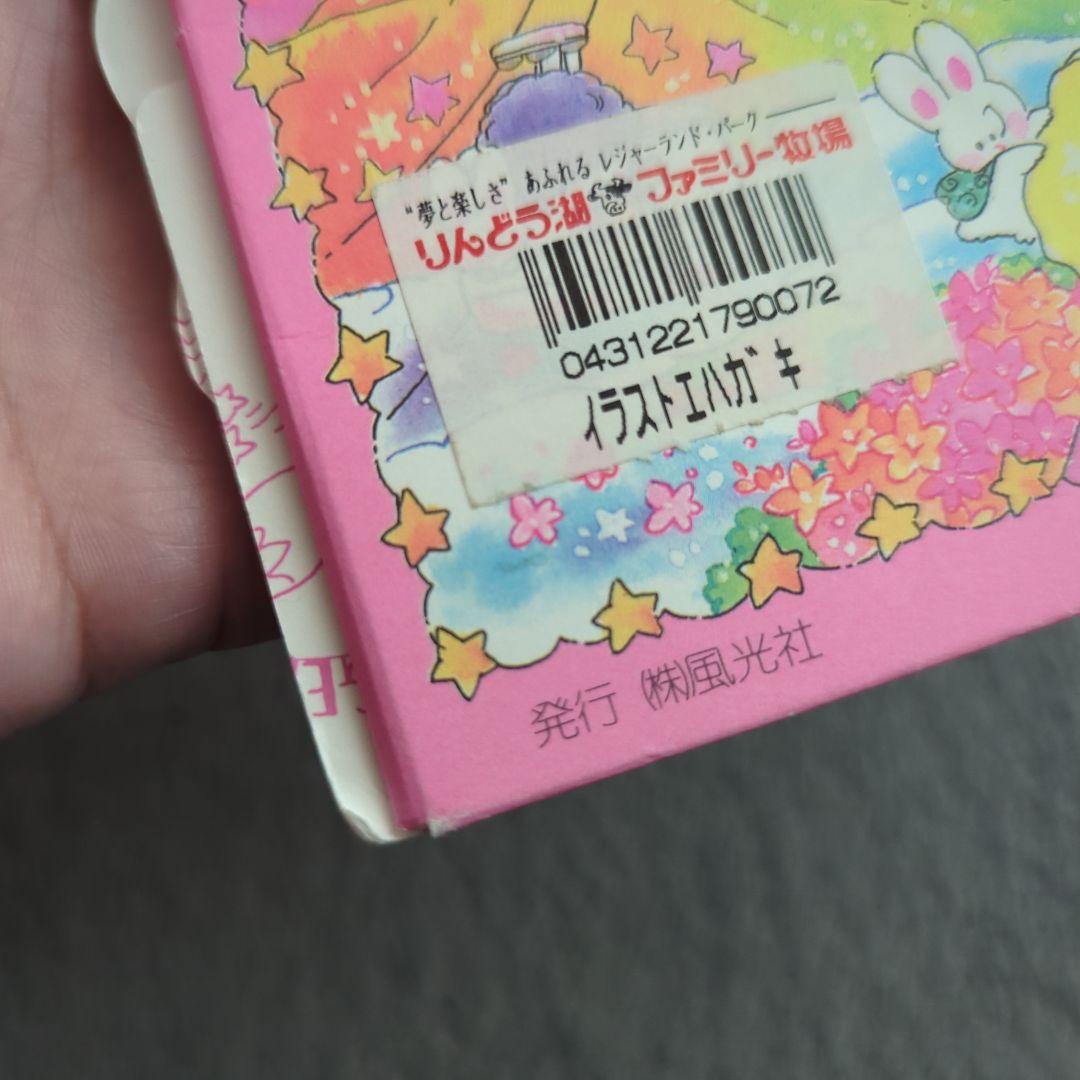 “夢と楽しさ” あふれる レジャーランド・パーク
りんどう湖 ファミリー牧場
0431221790072
イラストエハガキ
発行 (株)風光社